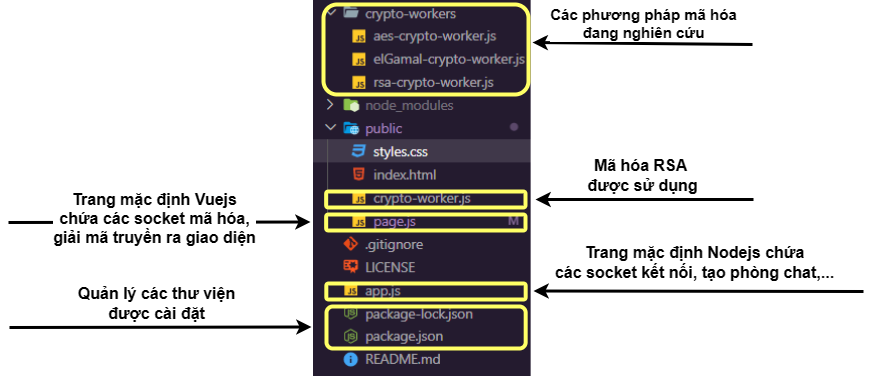 crypto-workers
aes-crypto-worker.js
elGamal-crypto-worker.js
rsa-crypto-worker.js
node_modules
public
styles.css
index.html
crypto-worker.js
page.js
M
.gitignore
LICENSE
app.js
package-lock.json
package.json
README.md
Các phương pháp mã hóa
đang nghiên cứu
Mã hóa RSA
được sử dụng
Trang mặc định Vuejs
chứa các socket mã hóa,
giải mã truyền ra giao diện
Trang mặc định Nodejs chứa
các socket kết nối, tạo phòng chat,...
Quản lý các thư viện
được cài đặt